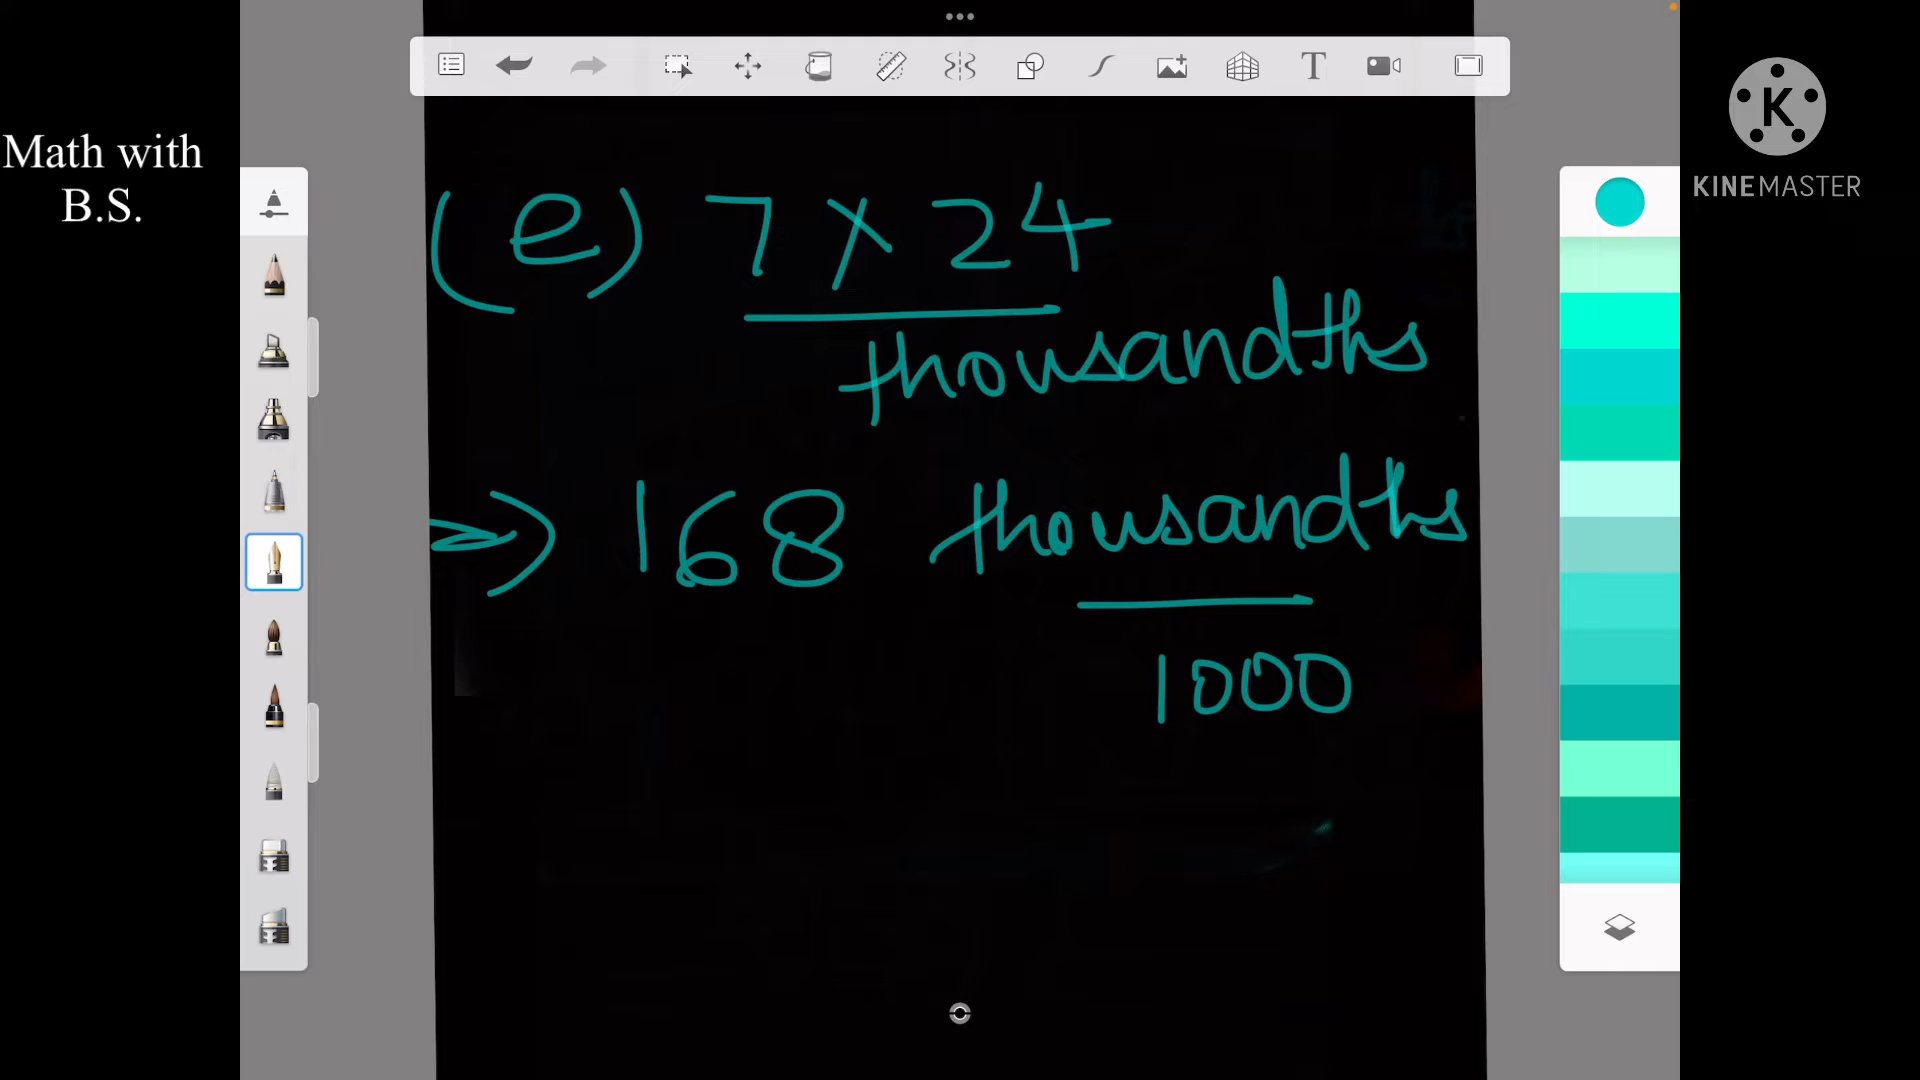 Math with
B.S.
KINEMASTER
(e) 7 × 24
thousandths
=> 168 thousandths
1000